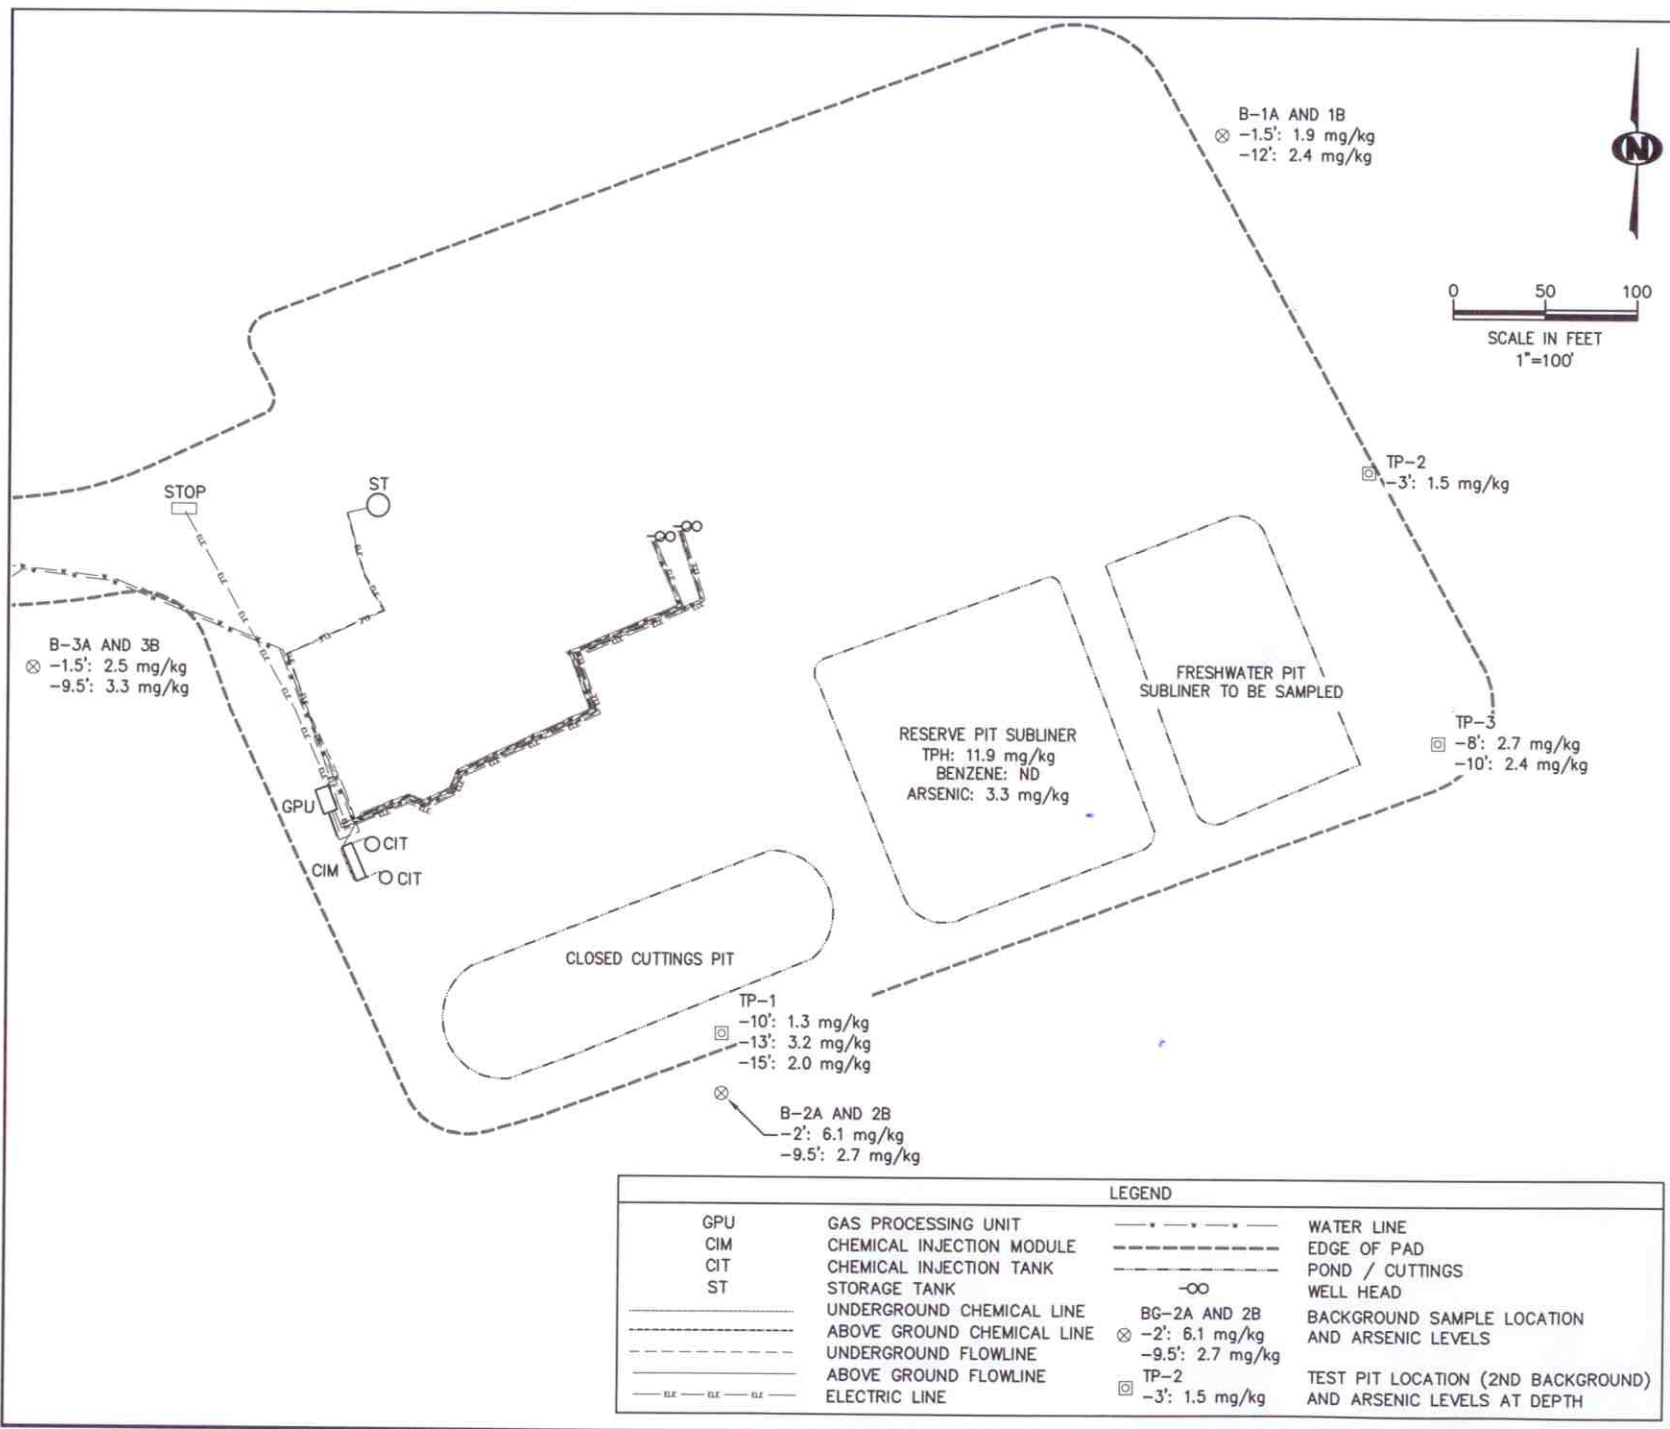 B-1A AND 1B
-1.5': 1.9 mg/kg
-12': 2.4 mg/kg
N
0 50 100
SCALE IN FEET
1"=100'
TP-2
-3': 1.5 mg/kg
STOP
ST
ELE
B-3A AND 3B
-1.5': 2.5 mg/kg
-9.5': 3.3 mg/kg
FRESHWATER PIT
SUBLINER TO BE SAMPLED
RESERVE PIT SUBLINER
TPH: 11.9 mg/kg
BENZENE: ND
ARSENIC: 3.3 mg/kg
TP-3
-8': 2.7 mg/kg
-10': 2.4 mg/kg
GPU
CIT
CIM
CIT
CLOSED CUTTINGS PIT
TP-1
-10': 1.3 mg/kg
-13': 3.2 mg/kg
-15': 2.0 mg/kg
B-2A AND 2B
-2': 6.1 mg/kg
-9.5': 2.7 mg/kg
LEGEND
GPU GAS PROCESSING UNIT
CIM CHEMICAL INJECTION MODULE
CIT CHEMICAL INJECTION TANK
ST STORAGE TANK
UNDERGROUND CHEMICAL LINE
ABOVE GROUND CHEMICAL LINE
UNDERGROUND FLOWLINE
ABOVE GROUND FLOWLINE
ELE ELE ELE ELECTRIC LINE
WATER LINE
EDGE OF PAD
POND / CUTTINGS
WELL HEAD
BG-2A AND 2B
-2': 6.1 mg/kg
-9.5': 2.7 mg/kg
BACKGROUND SAMPLE LOCATION
AND ARSENIC LEVELS
TP-2
-3': 1.5 mg/kg
TEST PIT LOCATION (2ND BACKGROUND)
AND ARSENIC LEVELS AT DEPTH